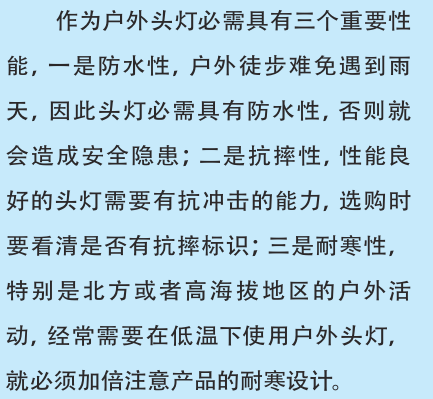 作为户外头灯必需具有三个重要性
能，一是防水性，户外徒步难免遇到雨
天，因此头灯必需具有防水性，否则就
会造成安全隐患；二是抗摔性，性能良
好的头灯需要有抗冲击的能力，选购时
要看清是否有抗摔标识；三是耐寒性，
特别是北方或者高海拔地区的户外活
动，经常需要在低温下使用户外头灯，
就必须加倍注意产品的耐寒设计。